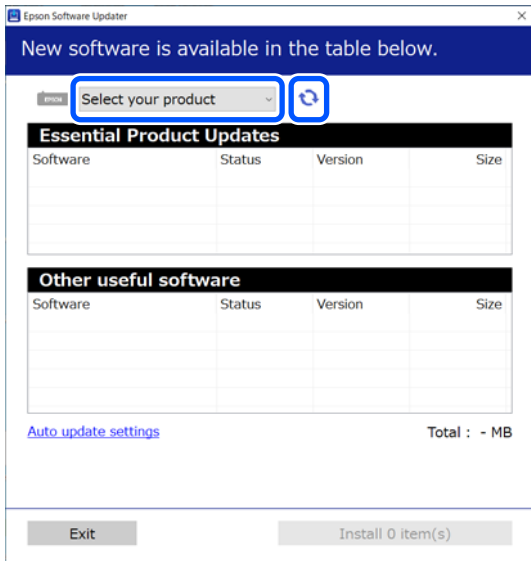 Epson Software Updater
New software is available in the table below.
EPSON Select your product
Essential Product Updates
Software Status Version Size
Other useful software
Software Status Version Size
Auto update settings Total : - MB
Exit Install 0 item(s)